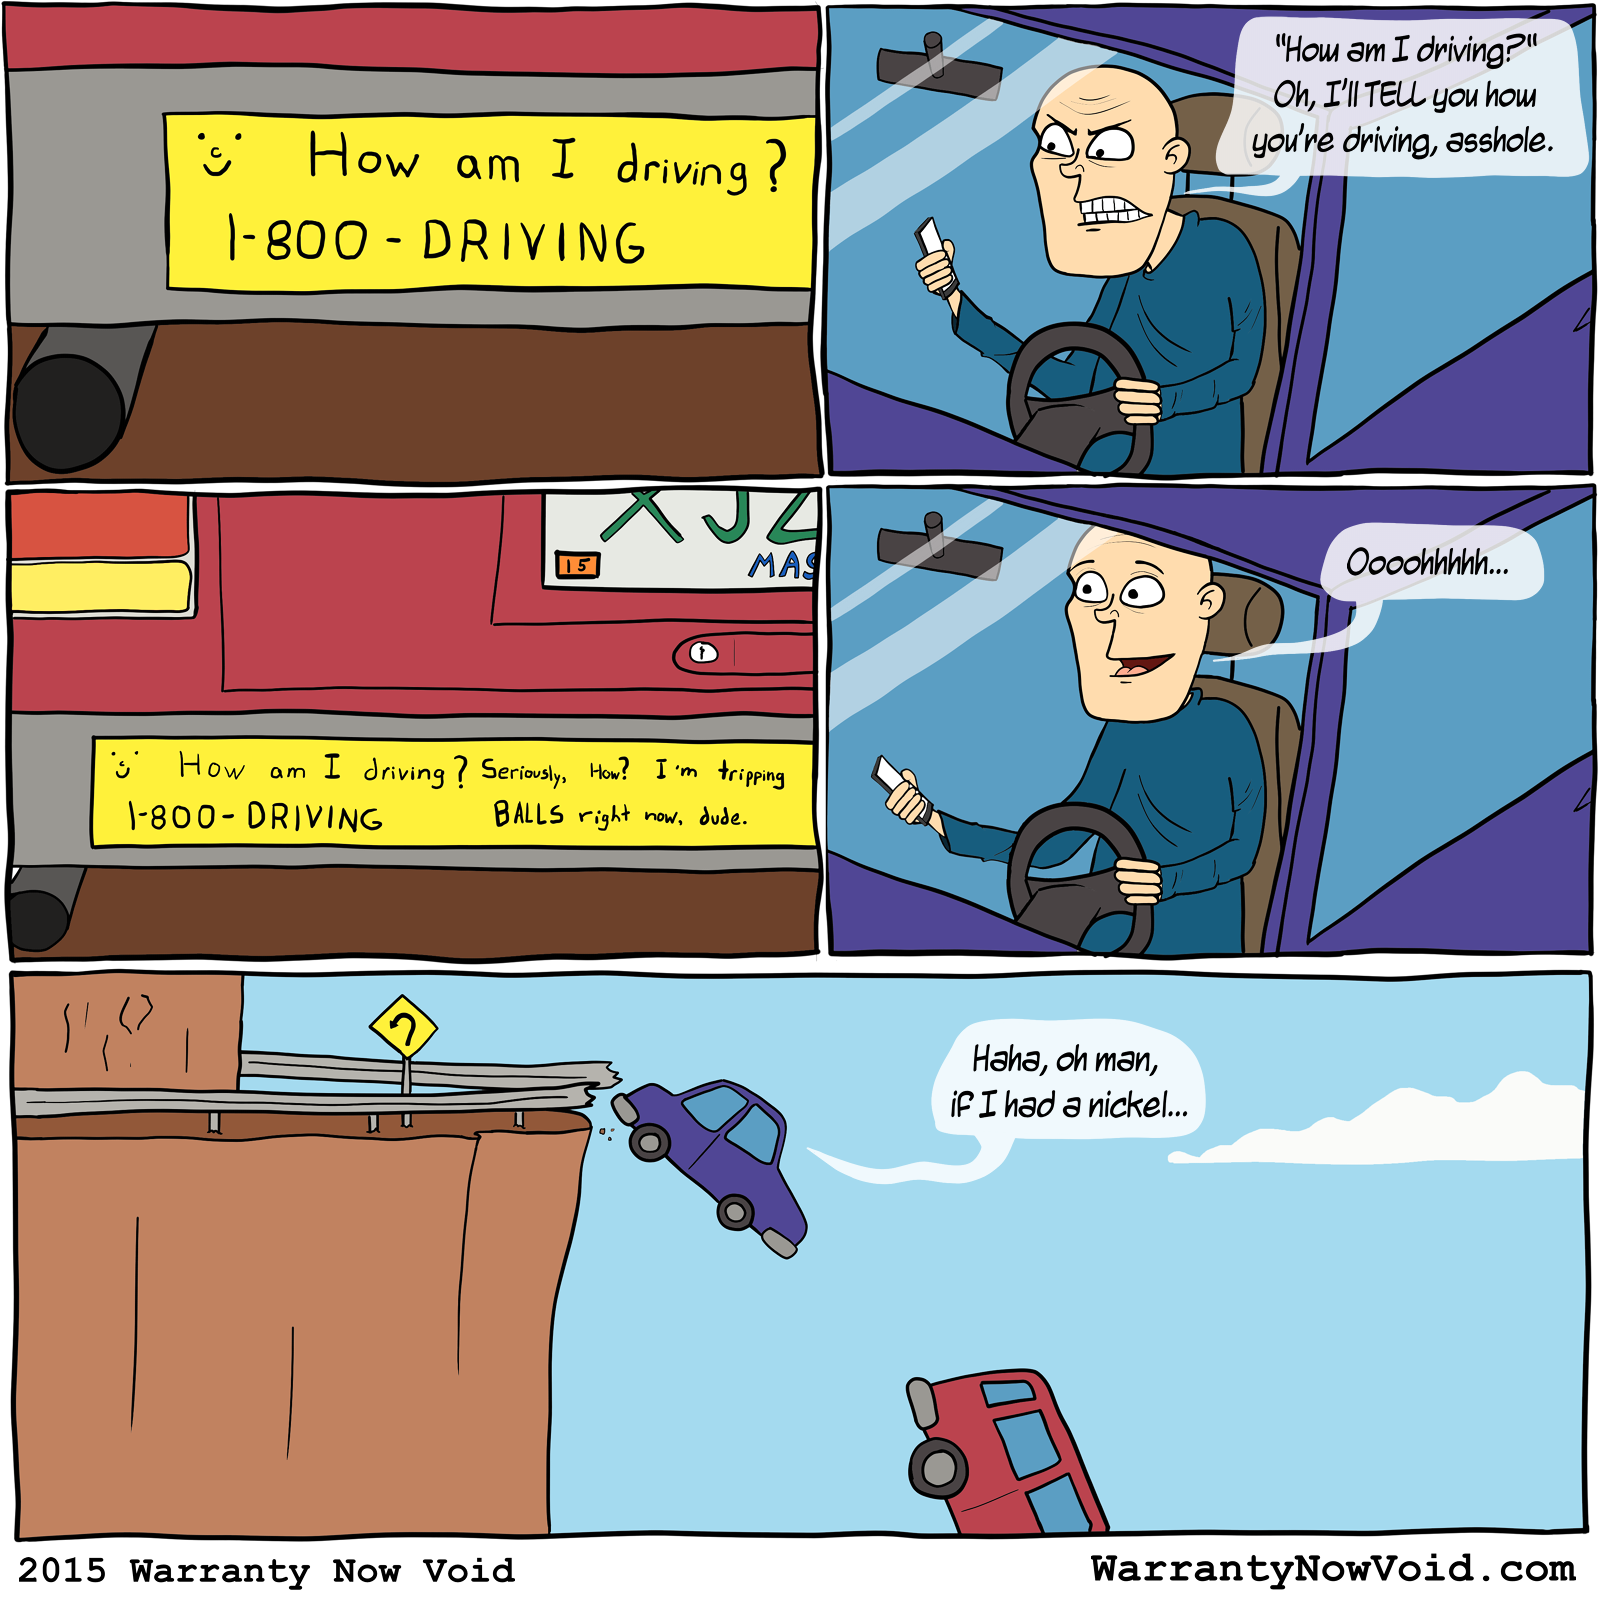 How am I driving?
1-800-DRIVING
"How am I driving?"
Oh, I'll TELL you how
you're driving, asshole.
XJZ
15
MAS
How am I driving? Seriously, How? I'm tripping
1-800-DRIVING BALLS right now, dude.
Oooohhhhh...
Haha, oh man,
if I had a nickel...
2015 Warranty Now Void
WarrantyNowVoid.com